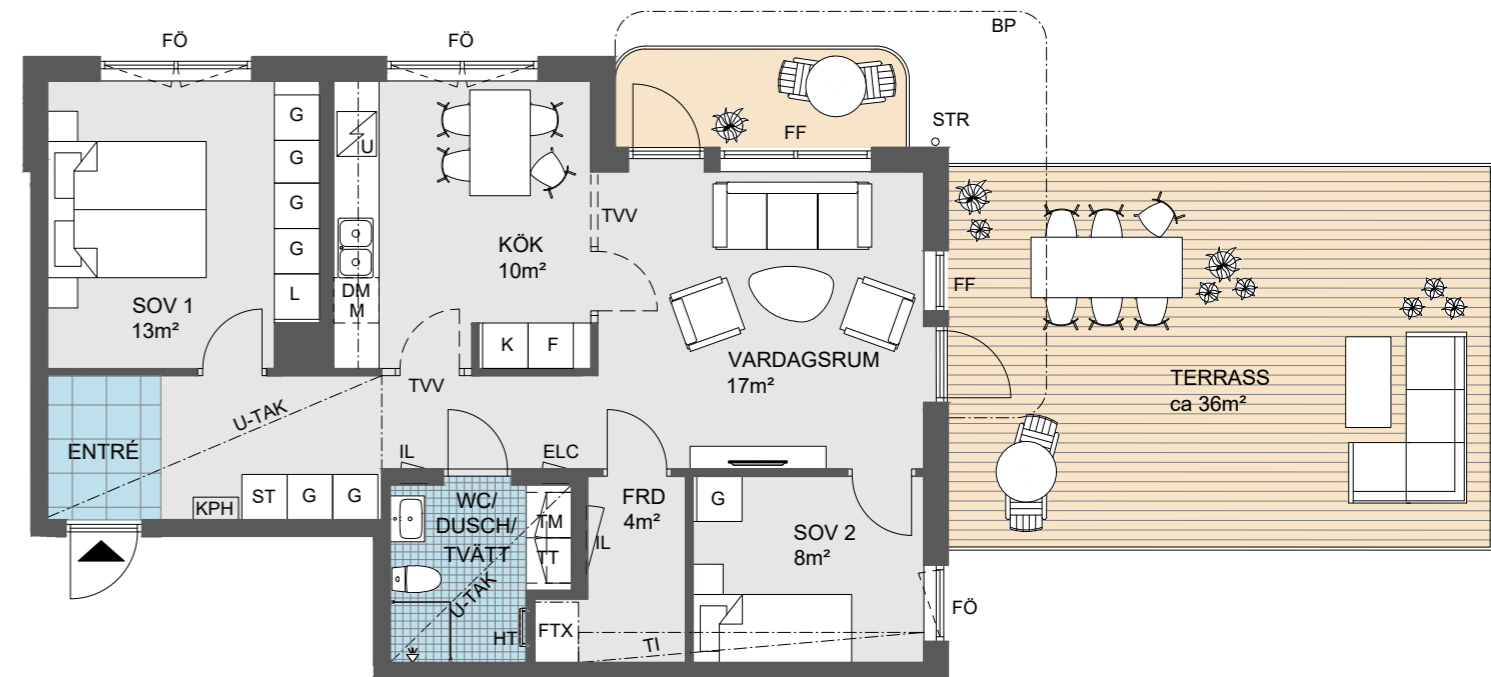 FÖ
FÖ
BP
STR
FF
G
G
G
G
L
U
DM
M
KÖK
10m²
TVV
SOV 1
13m²
K
F
TVV
VARDAGSRUM
17m²
FF
TERRASS
ca 36m²
U-TAK
ENTRÉ
KPH
ST
G
G
IL
ELC
WC/
DUSCH/
TVÄTT
TM
TT
U-TAK
HT
FTX
FRD
4m²
IL
TI
G
SOV 2
8m²
FÖ